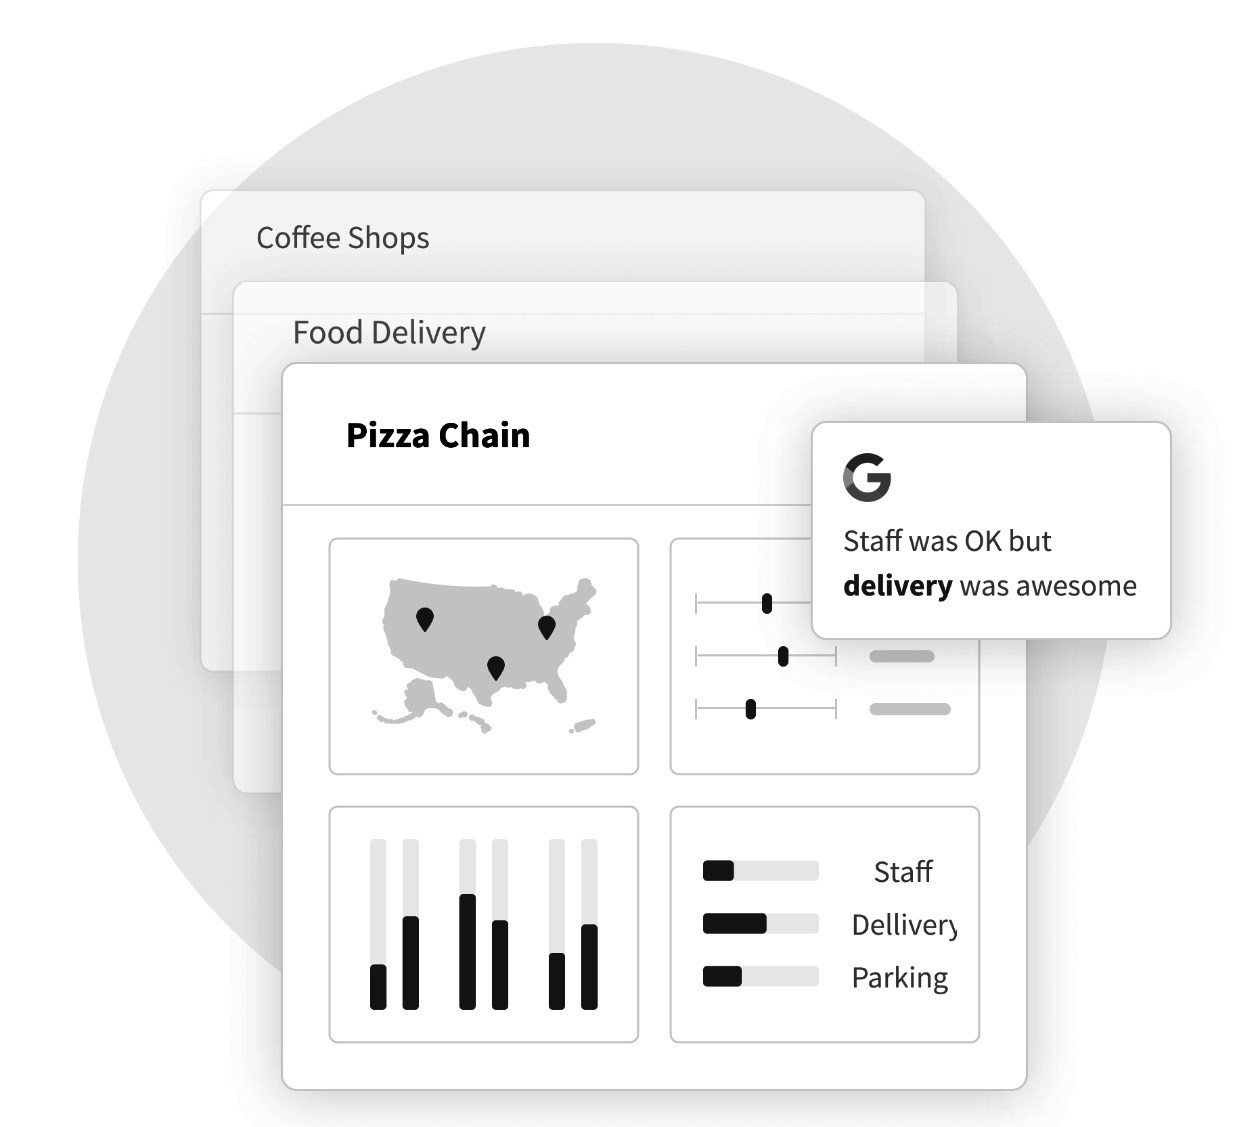 Coffee Shops
Food Delivery
Pizza Chain
G
Staff was OK but
delivery was awesome
Staff
Dellivery
Parking